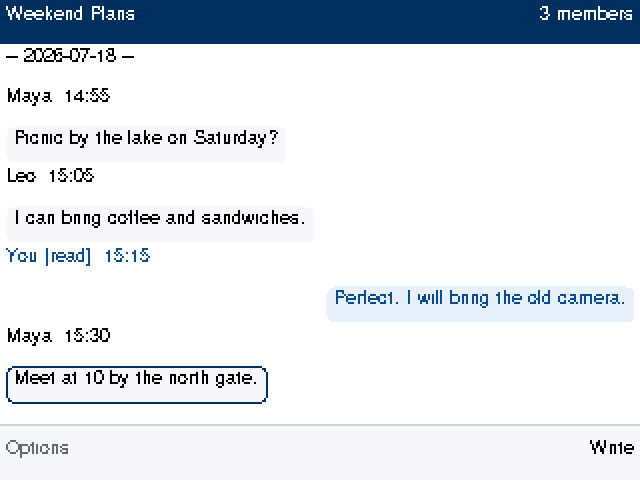 Weekend Plans 3 members
— 2026-07-18 —
Maya 14:55
Picnic by the lake on Saturday?
Leo 15:05
I can bring coffee and sandwiches.
You [read] 15:15
Perfect. I will bring the old camera.
Maya 15:30
Meet at 10 by the north gate.
Options Write